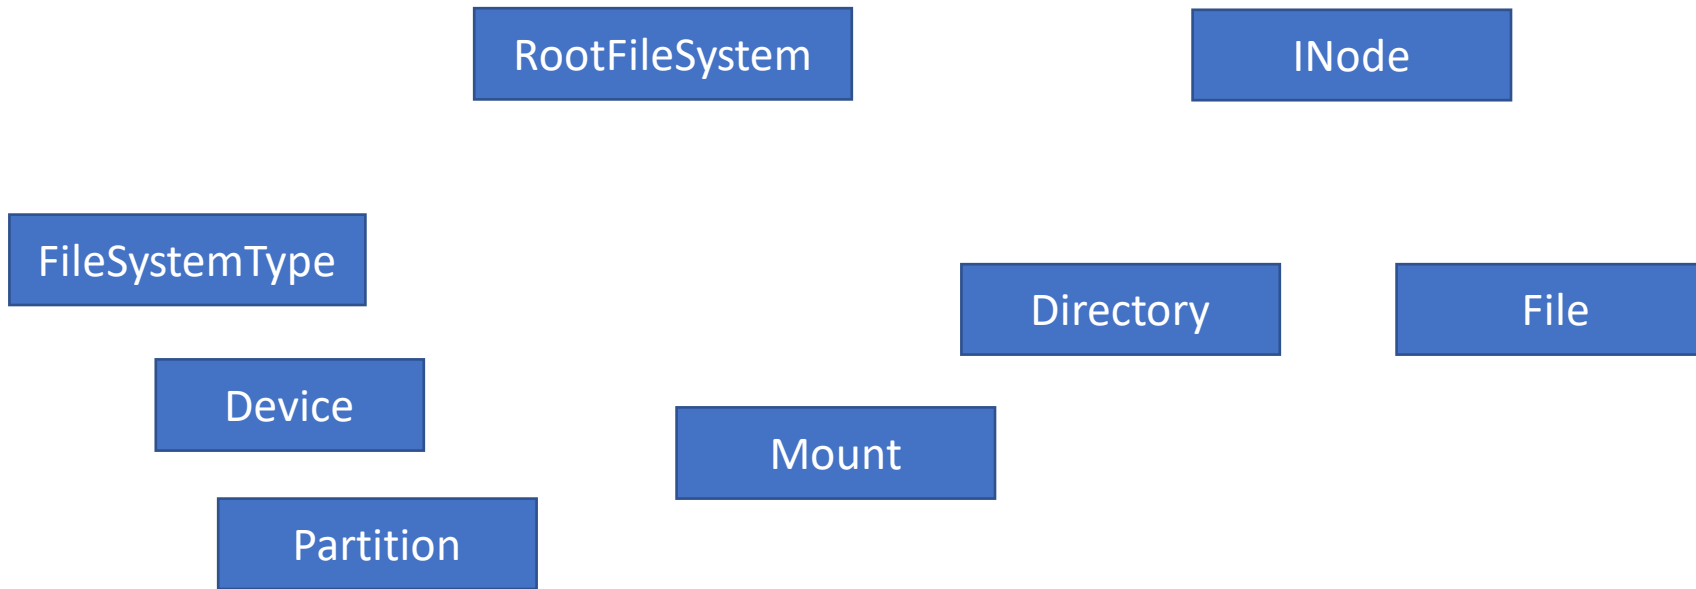 RootFileSystem
INode
FileSystemType
Directory
File
Device
Mount
Partition